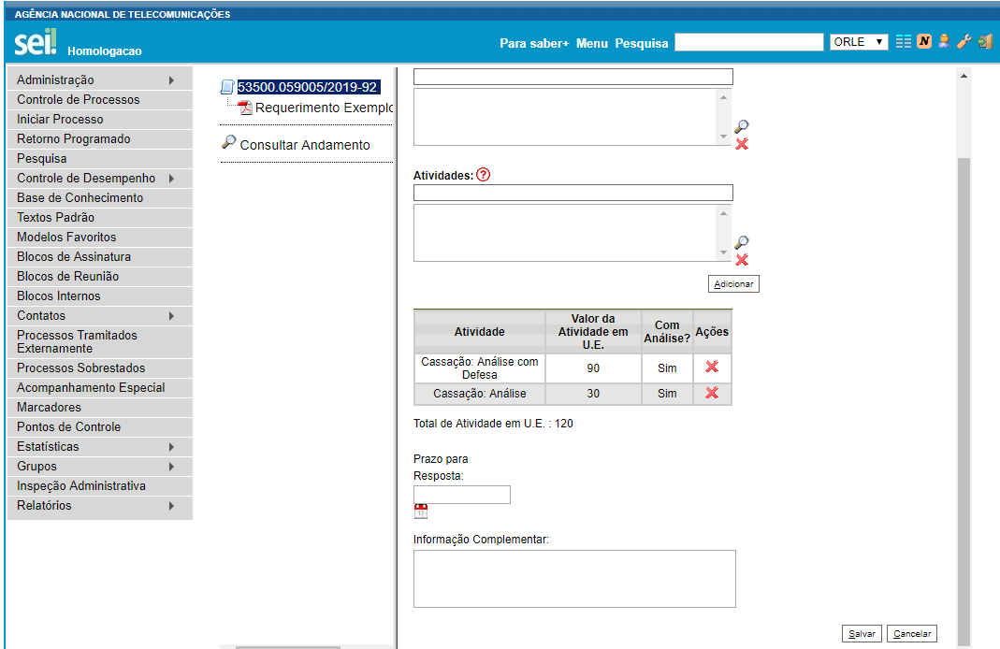 AGÊNCIA NACIONAL DE TELECOMUNICAÇÕES
sei!
Homologacao
Para saber+ Menu Pesquisa
ORLE
N
Administração
Controle de Processos
Iniciar Processo
Retorno Programado
Pesquisa
Controle de Desempenho
Base de Conhecimento
Textos Padrão
Modelos Favoritos
Blocos de Assinatura
Blocos de Reunião
Blocos Internos
Contatos
Processos Tramitados
Externamente
Processos Sobrestados
Acompanhamento Especial
Marcadores
Pontos de Controle
Estatísticas
Grupos
Inspeção Administrativa
Relatórios
53500.059005/2019-92
Requerimento Exemplo
Consultar Andamento
Atividades: ?
Adicionar
Atividade
Valor da
Atividade em
U.E.
Com
Análise?
Ações
Cassação: Análise com
Defesa
90
Sim
Cassação: Análise
30
Sim
Total de Atividade em U.E. : 120
Prazo para
Resposta:
Informação Complementar:
Salvar
Cancelar